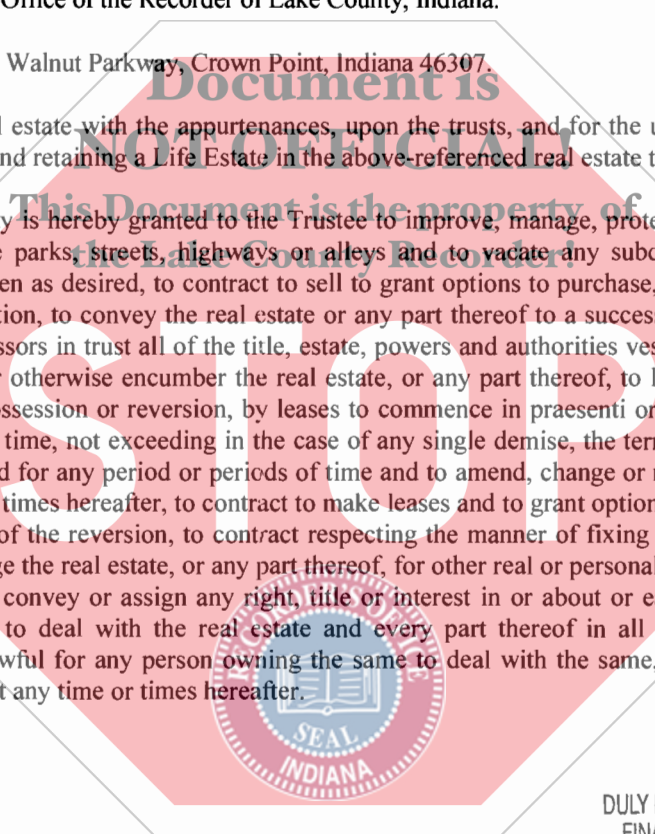 Office of the Recorder of Lake County, Indiana.
Walnut Parkway, Crown Point, Indiana 46307.
Document is
l estate with the appurtenances, upon the trusts, and for the u
NOT OFFICIAL!
nd retaining a Life Estate in the above-referenced real estate t
This Document is the property of
y is hereby granted to the Trustee to improve, manage, prote
the Lake County Recorder!
e parks, streets, highways or alleys and to vacate any subd
en as desired, to contract to sell to grant options to purchase,
tion, to convey the real estate or any part thereof to a success
ssors in trust all of the title, estate, powers and authorities ves
r otherwise encumber the real estate, or any part thereof, to l
ossession or reversion, by leases to commence in praesenti or
time, not exceeding in the case of any single demise, the term
d for any period or periods of time and to amend, change or
STOP
times hereafter, to contract to make leases and to grant option
of the reversion, to contract respecting the manner of fixing
ge the real estate, or any part thereof, for other real or personal
convey or assign any right, title or interest in or about or e
to deal with the real estate and every part thereof in all
wful for any person owning the same to deal with the same,
t any time or times hereafter.
SEAL
INDIANA
DULY
FIN